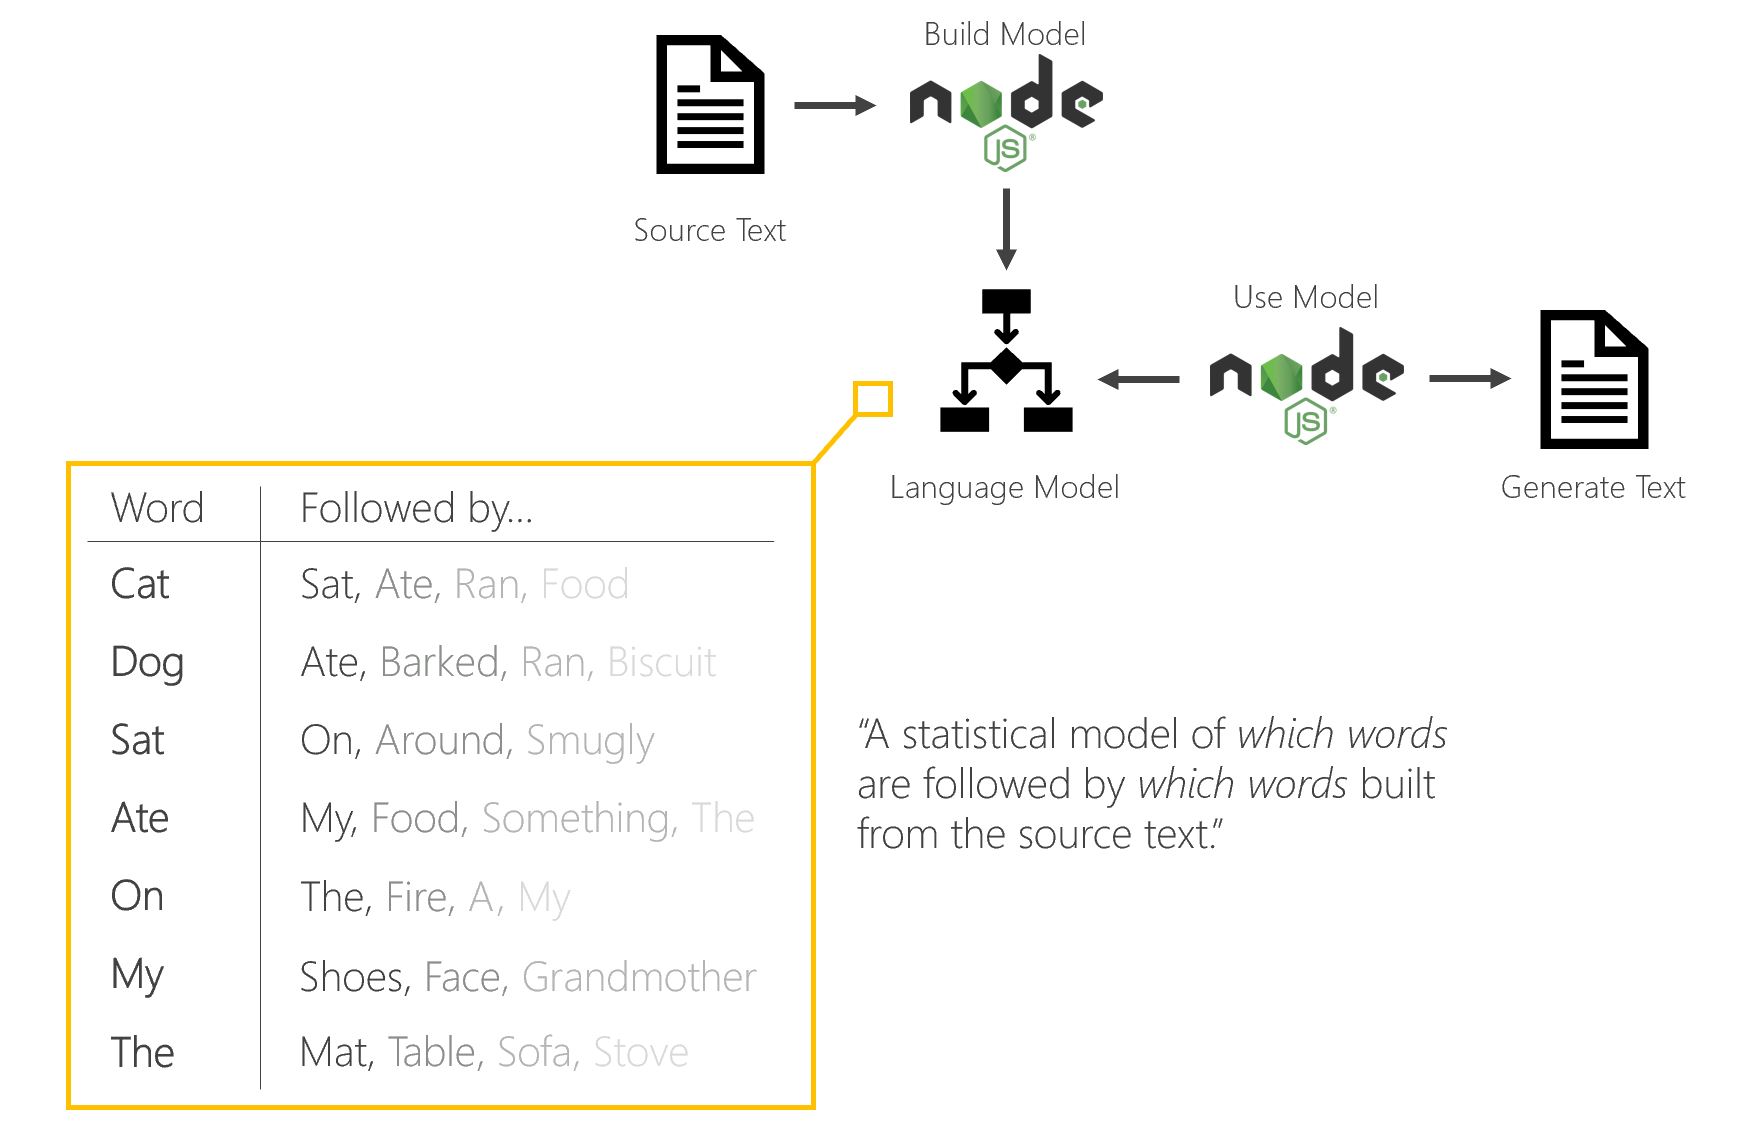 Build Model
node
JS®
Source Text
Use Model
node
JS®
Language Model
Generate Text
Word Followed by...
Cat Sat, Ate, Ran, Food
Dog Ate, Barked, Ran, Biscuit
Sat On, Around, Smugly
Ate My, Food, Something, The
On The, Fire, A, My
My Shoes, Face, Grandmother
The Mat, Table, Sofa, Stove
“A statistical model of which words
are followed by which words built
from the source text.”